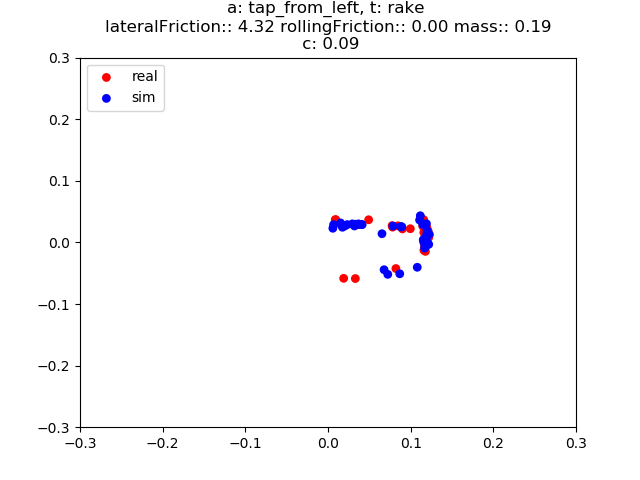 a: tap_from_left, t: rake
lateralFriction:: 4.32 rollingFriction:: 0.00 mass:: 0.19
c: 0.09
real
sim
0.3
0.2
0.1
0.0
−0.1
−0.2
−0.3
−0.3 −0.2 −0.1 0.0 0.1 0.2 0.3